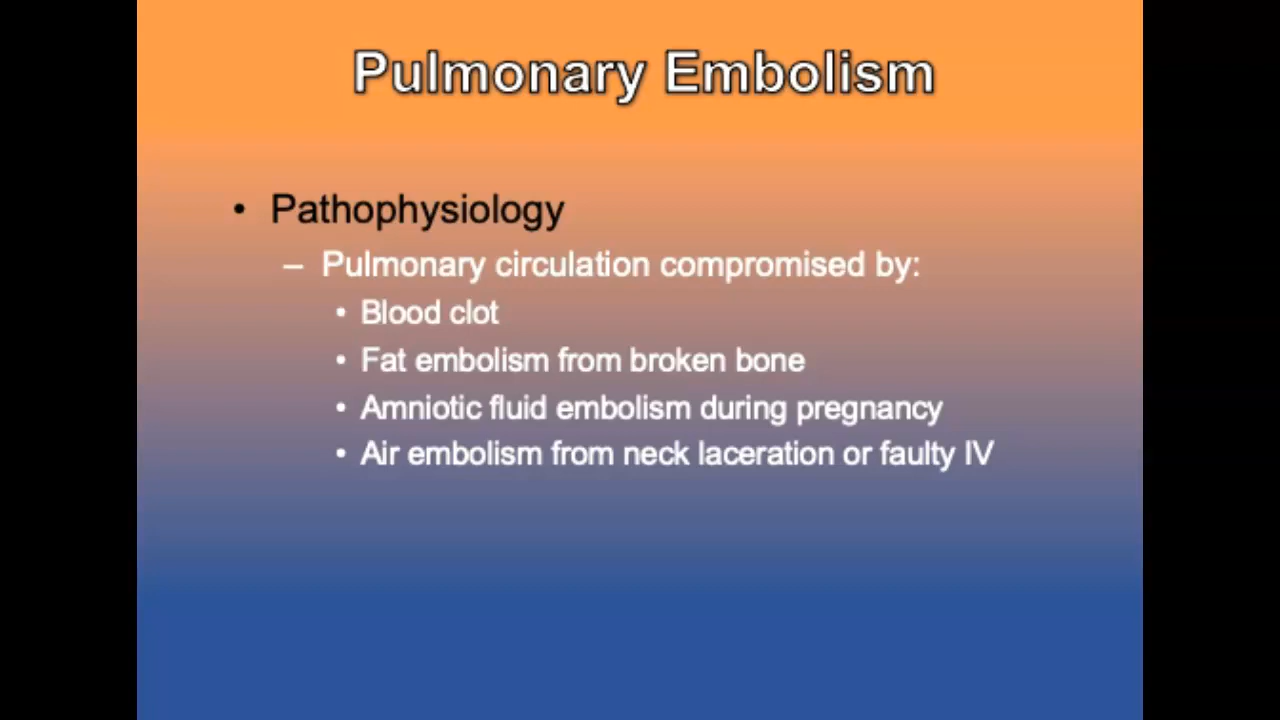 Pulmonary Embolism
• Pathophysiology
– Pulmonary circulation compromised by:
• Blood clot
• Fat embolism from broken bone
• Amniotic fluid embolism during pregnancy
• Air embolism from neck laceration or faulty IV